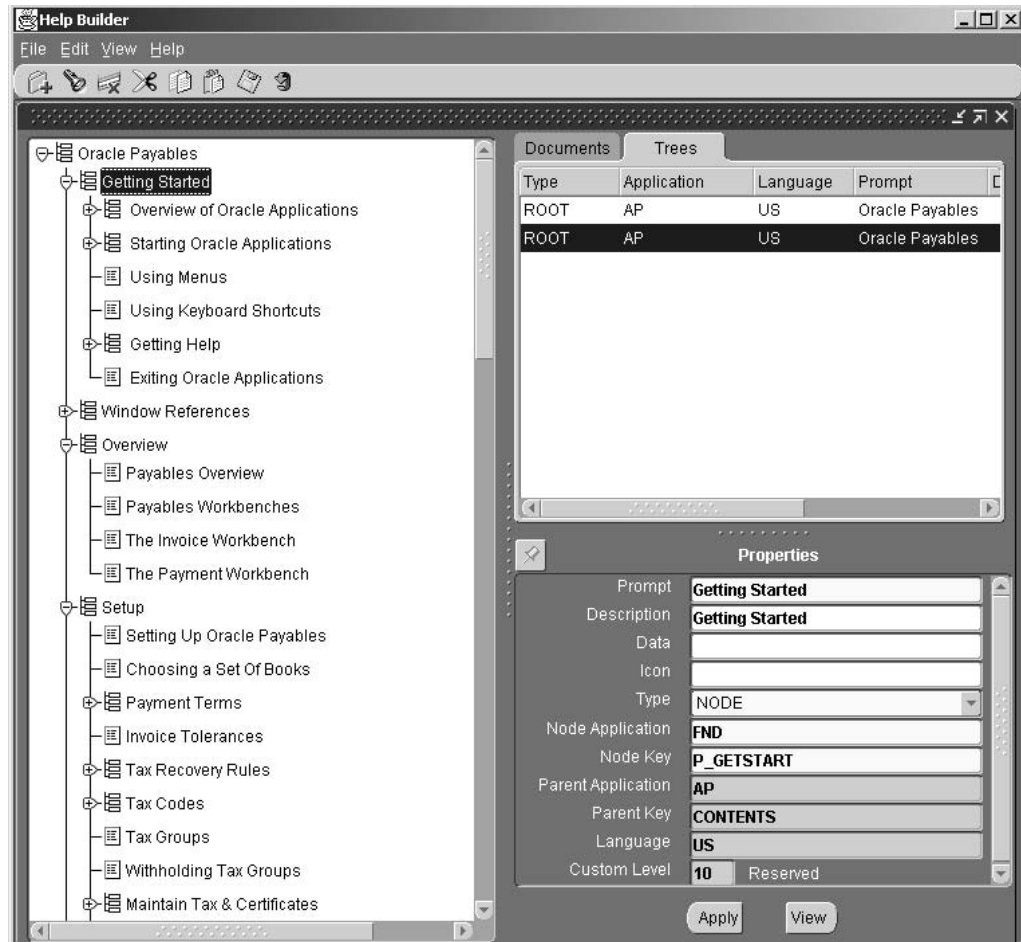 Help Builder
File Edit View Help
Oracle Payables
Getting Started
Overview of Oracle Applications
Starting Oracle Applications
Using Menus
Using Keyboard Shortcuts
Getting Help
Exiting Oracle Applications
Window References
Overview
Payables Overview
Payables Workbenches
The Invoice Workbench
The Payment Workbench
Setup
Setting Up Oracle Payables
Choosing a Set Of Books
Payment Terms
Invoice Tolerances
Tax Recovery Rules
Tax Codes
Tax Groups
Withholding Tax Groups
Maintain Tax & Certificates
Documents Trees
Type Application Language Prompt D
ROOT AP US Oracle Payables
ROOT AP US Oracle Payables
Properties
Prompt Getting Started
Description Getting Started
Data
Icon
Type NODE
Node Application FND
Node Key P_GETSTART
Parent Application AP
Parent Key CONTENTS
Language US
Custom Level 10 Reserved
Apply View